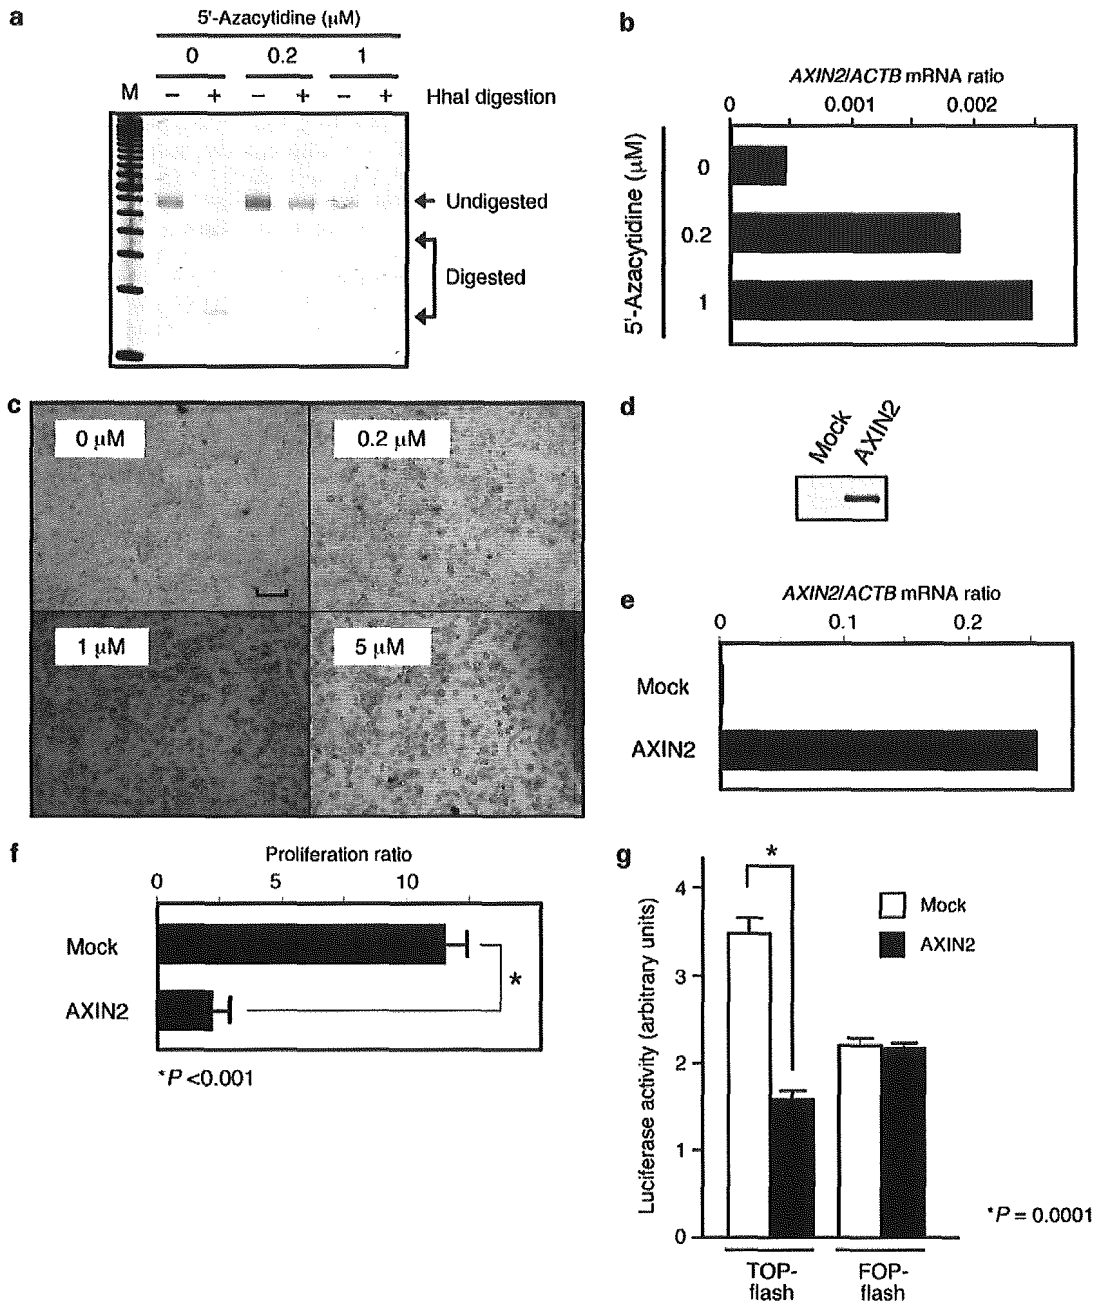 a
5'-Azacytidine (μM)
0 0.2 1
M − + − + − + HhaI digestion
Undigested
Digested
b
AXIN2/ACTB mRNA ratio
0 0.001 0.002
5'-Azacytidine (μM)
0
0.2
1
c
0 μM
0.2 μM
1 μM
5 μM
d
Mock
AXIN2
e
AXIN2/ACTB mRNA ratio
0 0.1 0.2
Mock
AXIN2
f
Proliferation ratio
0 5 10
Mock
AXIN2
*
*P <0.001
g
Luciferase activity (arbitrary units)
4
3
2
1
0
*
Mock
AXIN2
TOP-
flash
FOP-
flash
*P = 0.0001